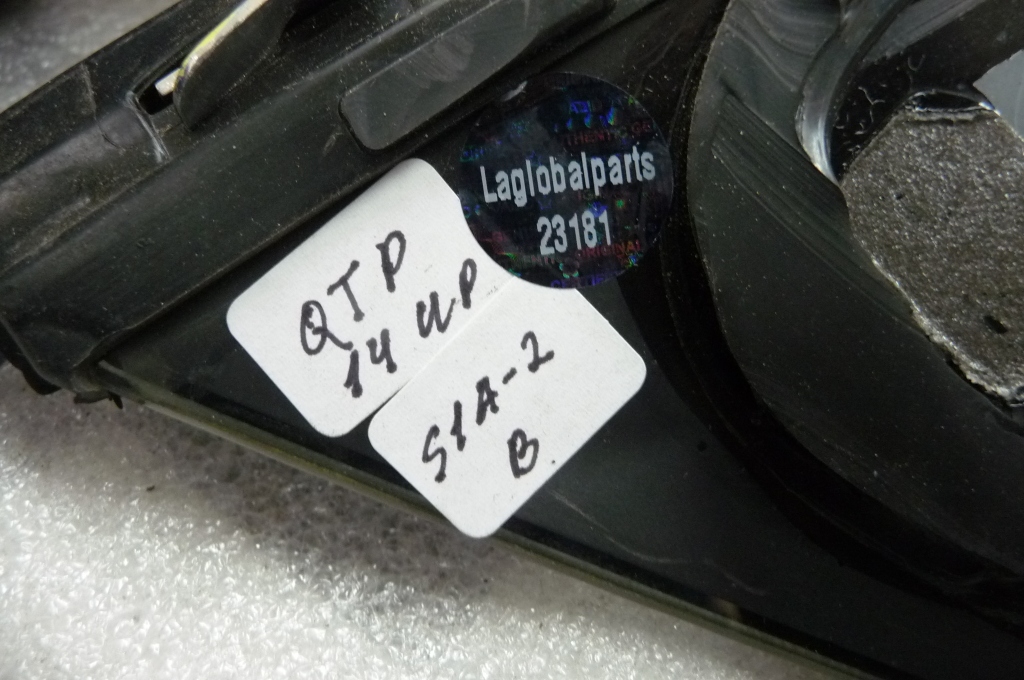 Laglobalparts
23181
QTP
14 UP
S1A-2
B.